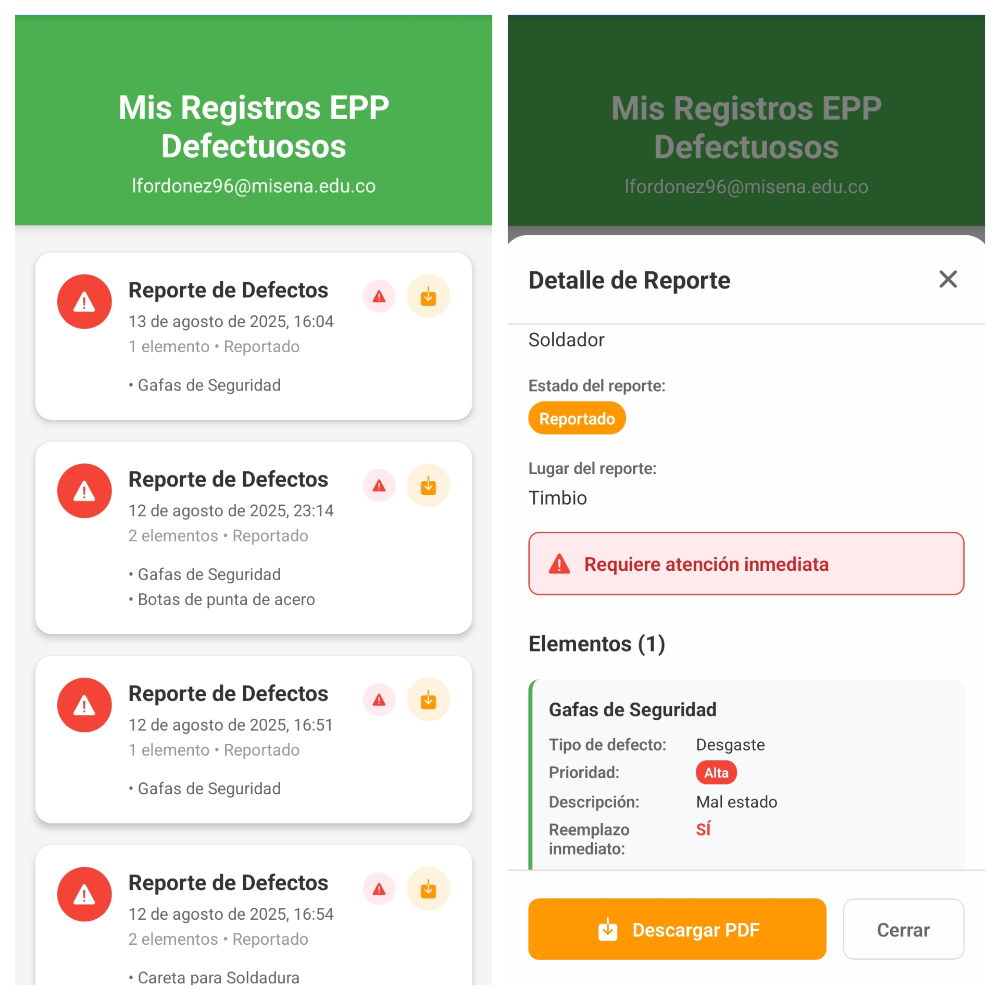 Mis Registros EPP
Defectuosos
lfordonez96@misena.edu.co
Reporte de Defectos
13 de agosto de 2025, 16:04
1 elemento • Reportado
• Gafas de Seguridad
Reporte de Defectos
12 de agosto de 2025, 23:14
2 elementos • Reportado
• Gafas de Seguridad
• Botas de punta de acero
Reporte de Defectos
12 de agosto de 2025, 16:51
1 elemento • Reportado
• Gafas de Seguridad
Reporte de Defectos
12 de agosto de 2025, 16:54
2 elementos • Reportado
• Careta para Soldadura
Mis Registros EPP
Defectuosos
lfordonez96@misena.edu.co
Detalle de Reporte
Soldador
Estado del reporte:
Reportado
Lugar del reporte:
Timbio
Requiere atención inmediata
Elementos (1)
Gafas de Seguridad
Tipo de defecto: Desgaste
Prioridad: Alta
Descripción: Mal estado
Reemplazo SÍ
inmediato:
Descargar PDF Cerrar